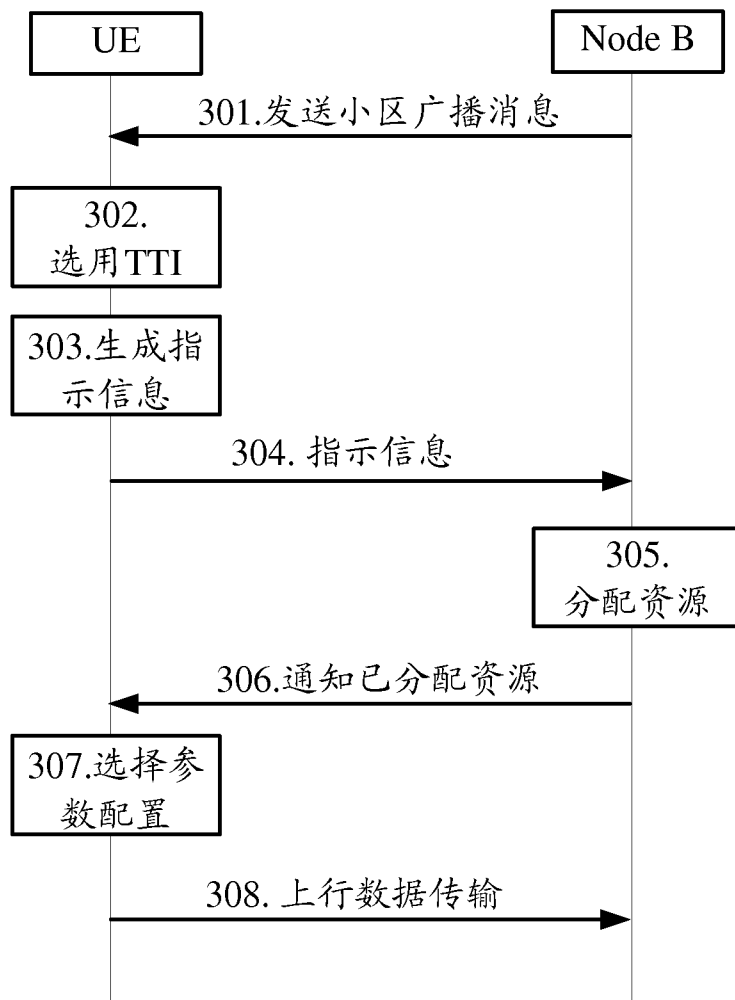 UE
Node B
301.发送小区广播消息
302.
选用TTI
303.生成指
示信息
304. 指示信息
305.
分配资源
306.通知已分配资源
307.选择参
数配置
308. 上行数据传输